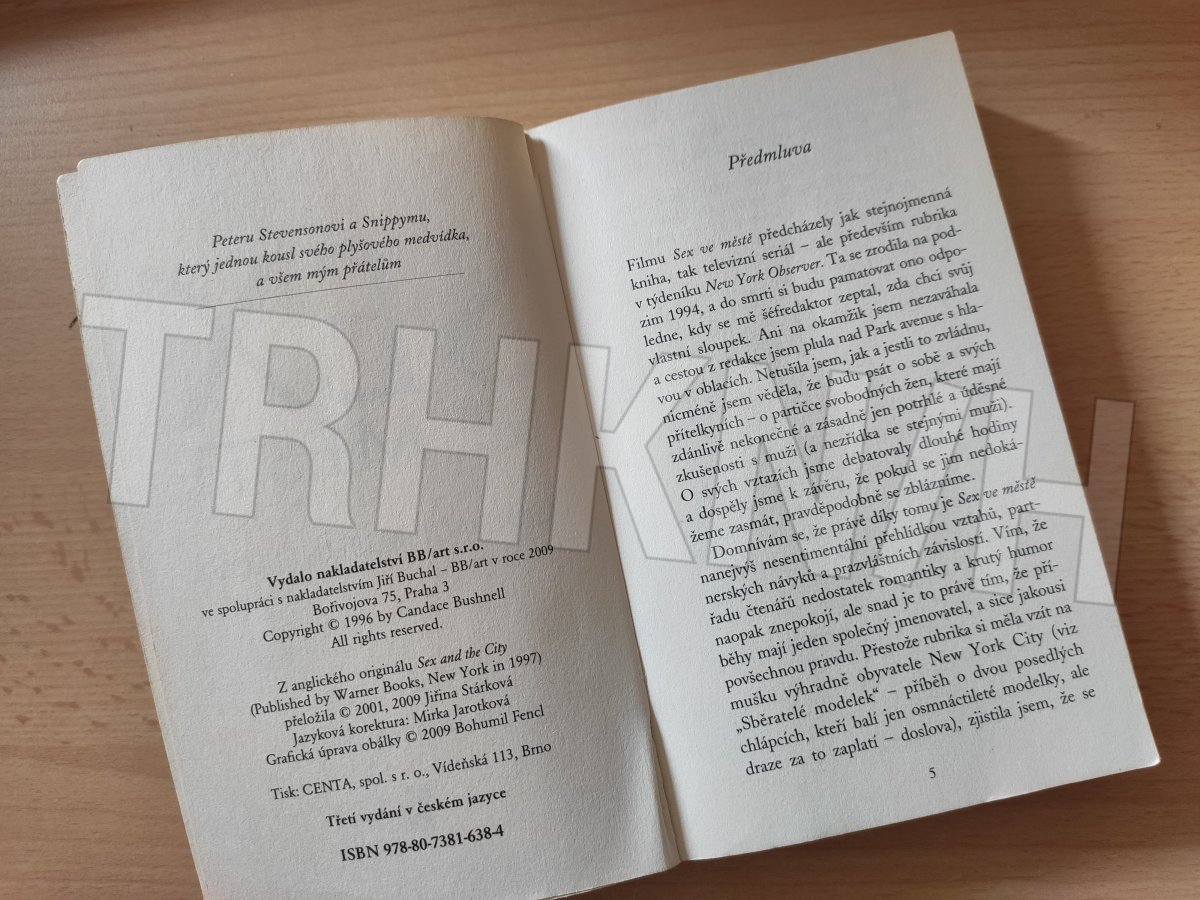 Peteru Stevensonovi a Snippymu,
který jednou kousl svého plyšového medvídka,
a všem mým přátelům
Vydalo nakladatelství BB/art s.r.o.
ve spolupráci s nakladatelstvím Jiří Buchal – BB/art v roce 2009
Bořivojova 75, Praha 3
Copyright © 1996 by Candace Bushnell
All rights reserved.
Z anglického originálu Sex and the City
(Published by Warner Books, New York in 1997)
přeložila © 2001, 2009 Jiřina Stárková
Jazyková korektura: Mirka Jarotková
Grafická úprava obálky © 2009 Bohumil Fencl
Tisk: CENTA, spol. s r. o., Vídeňská 113, Brno
Třetí vydání v českém jazyce
ISBN 978-80-7381-638-4
Předmluva
Filmu Sex ve městě předcházely jak stejnojmenná
kniha, tak televizní seriál – ale především rubrika
v týdeníku New York Observer. Ta se zrodila na pod-
zim 1994, a do smrti si budu pamatovat ono odpo-
ledne, kdy se mě šéfredaktor zeptal, zda chci svůj
vlastní sloupek. Ani na okamžik jsem nezaváhala
a cestou z redakce jsem plula nad Park avenue s hla-
vou v oblacích. Netušila jsem, jak a jestli to zvládnu,
nicméně jsem věděla, že budu psát o sobě a svých
přítelkyních – o partičce svobodných žen, které mají
zdánlivě nekonečné a zásadně jen potrhlé a úděsné
zkušenosti s muži (a nezřídka se stejnými muži).
O svých vztazích jsme debatovaly dlouhé hodiny
a dospěly jsme k závěru, že pokud se jim nedoká-
žeme zasmát, pravděpodobně se zblázníme.
Domnívám se, že právě díky tomu je Sex ve městě
nanejvýš nesentimentální přehlídkou vztahů, part-
nerských návyků a prazvláštních závislostí. Vím, že
řadu čtenářů nedostatek romantiky a krutý humor
naopak znepokojí, ale snad je to právě tím, že pří-
běhy mají jeden společný jmenovatel, a sice jakousi
povšechnou pravdu. Přestože rubrika si měla vzít na
mušku výhradně obyvatele New York City (viz
„Sběratelé modelek“ – příběh o dvou posedlých
chlápcích, kteří balí jen osmnáctileté modelky, ale
draze za to zaplatí – doslova), zjistila jsem, že se
5
TRHKNIH